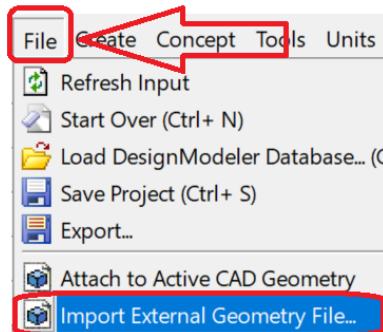 File Create Concept Tools Units
Refresh Input
Start Over (Ctrl+ N)
Load DesignModeler Database... (C
Save Project (Ctrl+ S)
Export...
Attach to Active CAD Geometry
Import External Geometry File...